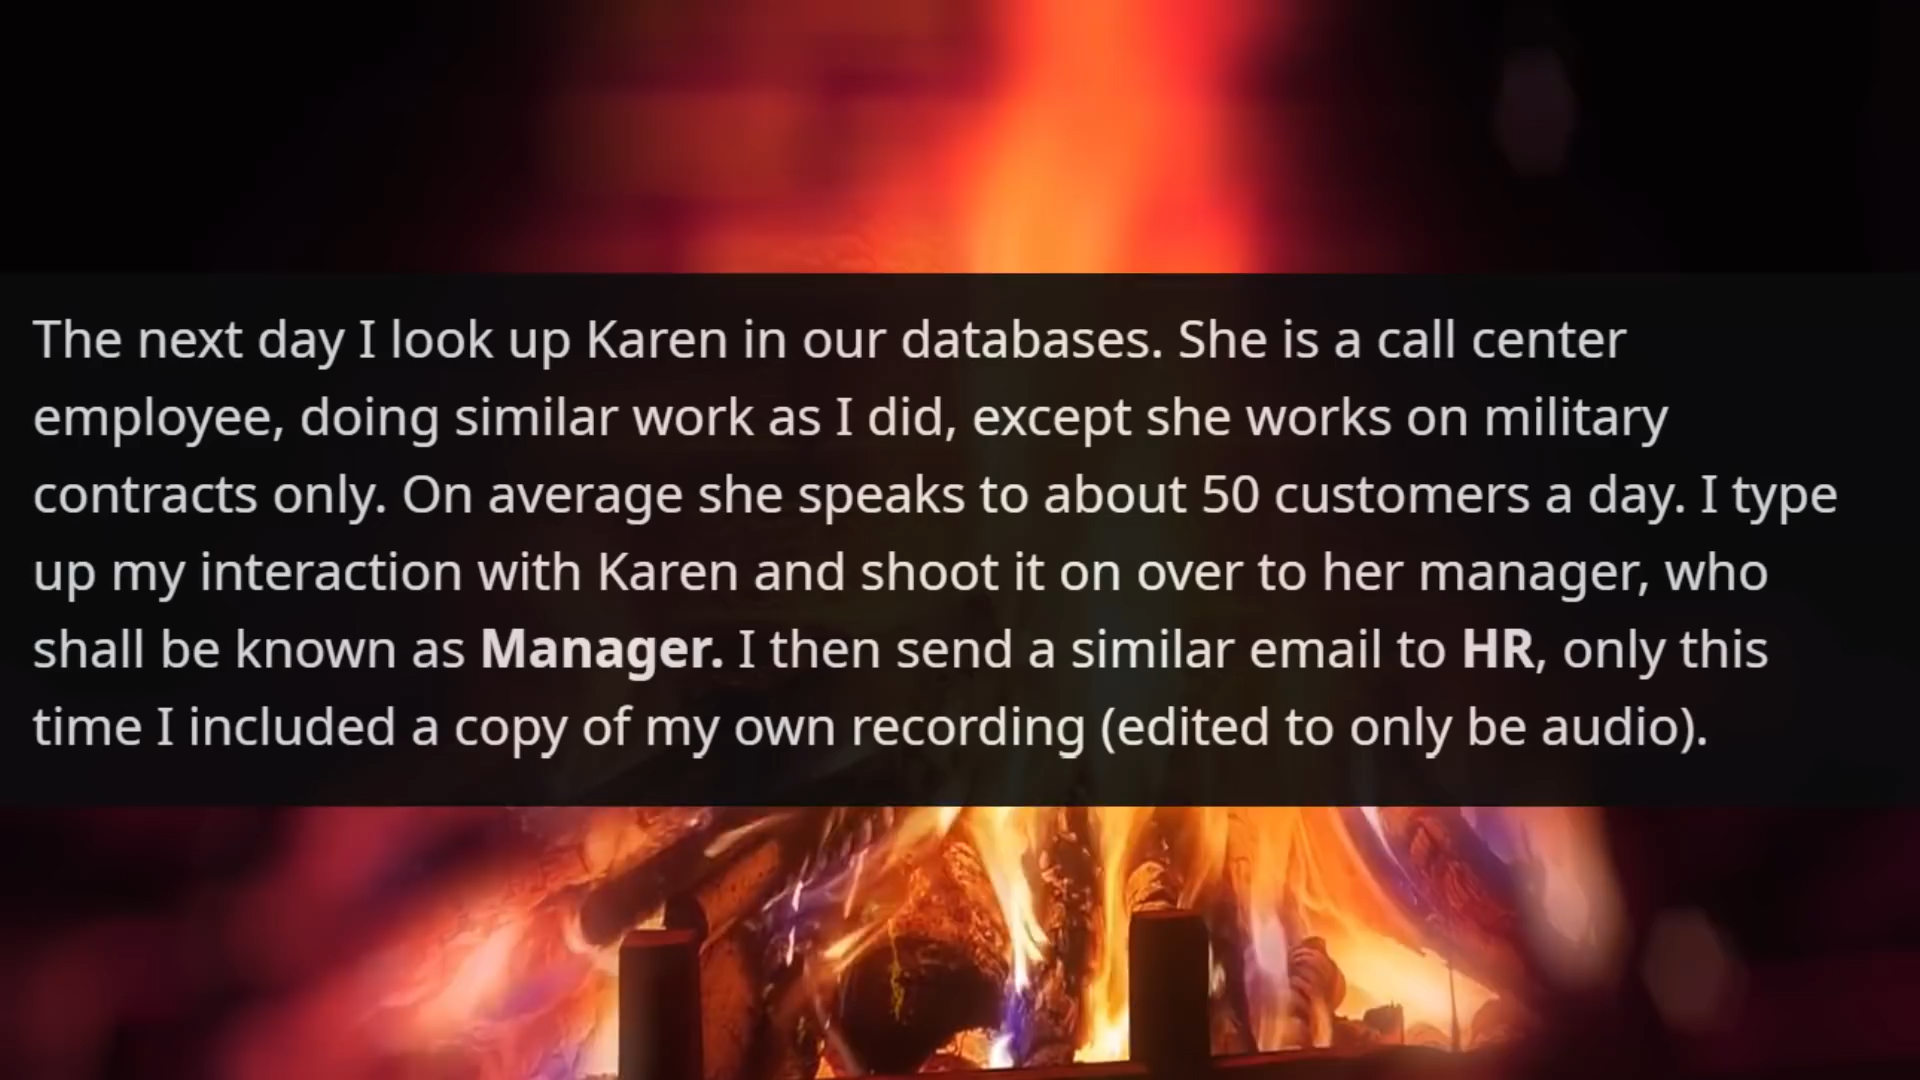 The next day I look up Karen in our databases. She is a call center
employee, doing similar work as I did, except she works on military
contracts only. On average she speaks to about 50 customers a day. I type
up my interaction with Karen and shoot it on over to her manager, who
shall be known as Manager. I then send a similar email to HR, only this
time I included a copy of my own recording (edited to only be audio).